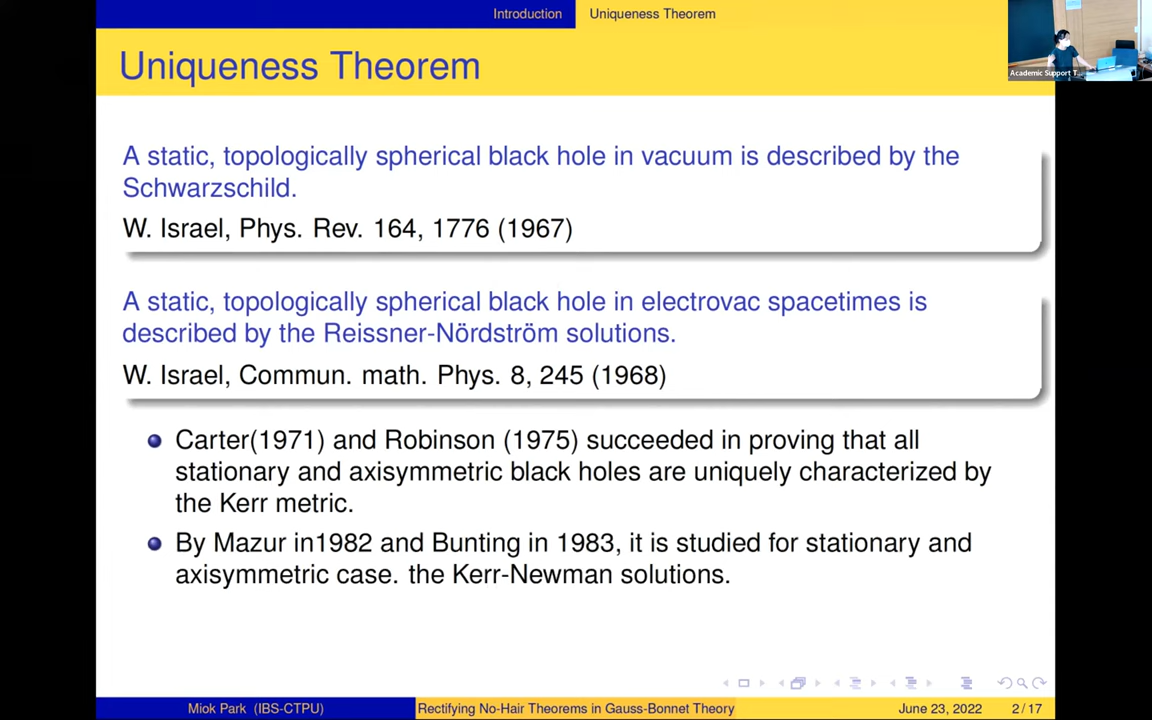 Introduction
Uniqueness Theorem
Uniqueness Theorem
A static, topologically spherical black hole in vacuum is described by the
Schwarzschild.
W. Israel, Phys. Rev. 164, 1776 (1967)
A static, topologically spherical black hole in electrovac spacetimes is
described by the Reissner-Nördström solutions.
W. Israel, Commun. math. Phys. 8, 245 (1968)
Carter(1971) and Robinson (1975) succeeded in proving that all
stationary and axisymmetric black holes are uniquely characterized by
the Kerr metric.
By Mazur in1982 and Bunting in 1983, it is studied for stationary and
axisymmetric case. the Kerr-Newman solutions.
Miok Park (IBS-CTPU)
Rectifying No-Hair Theorems in Gauss-Bonnet Theory
June 23, 2022
2 / 17
Academic Support T...